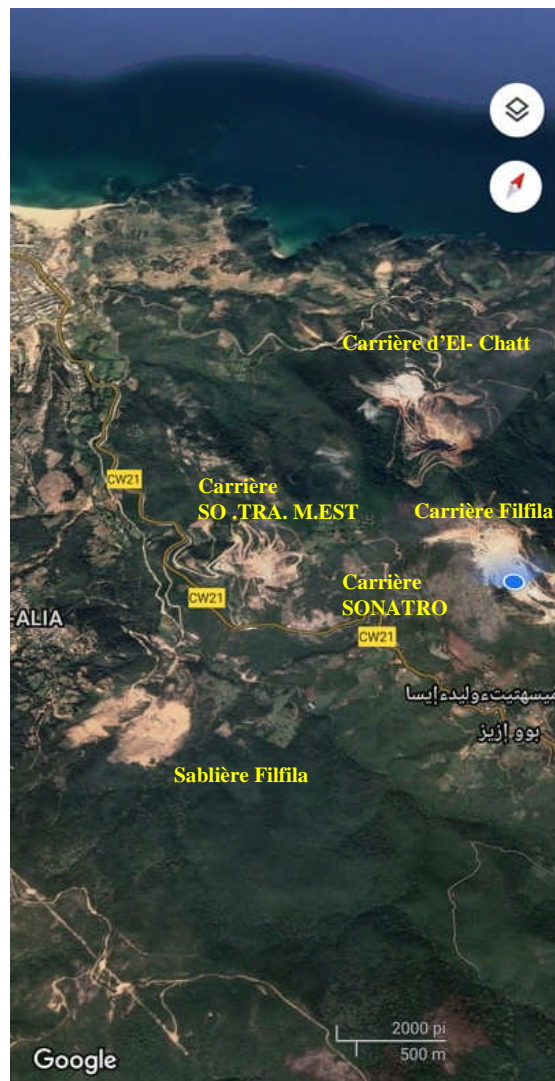 Carrière d'El- Chatt
CW21
Carrière
SO .TRA. M.EST
Carrière Filfila
Carrière
SONATRO
CW21
-ALIA
CW21
بوو إزيز
Sablière Filfila
2000 pi
500 m
Google